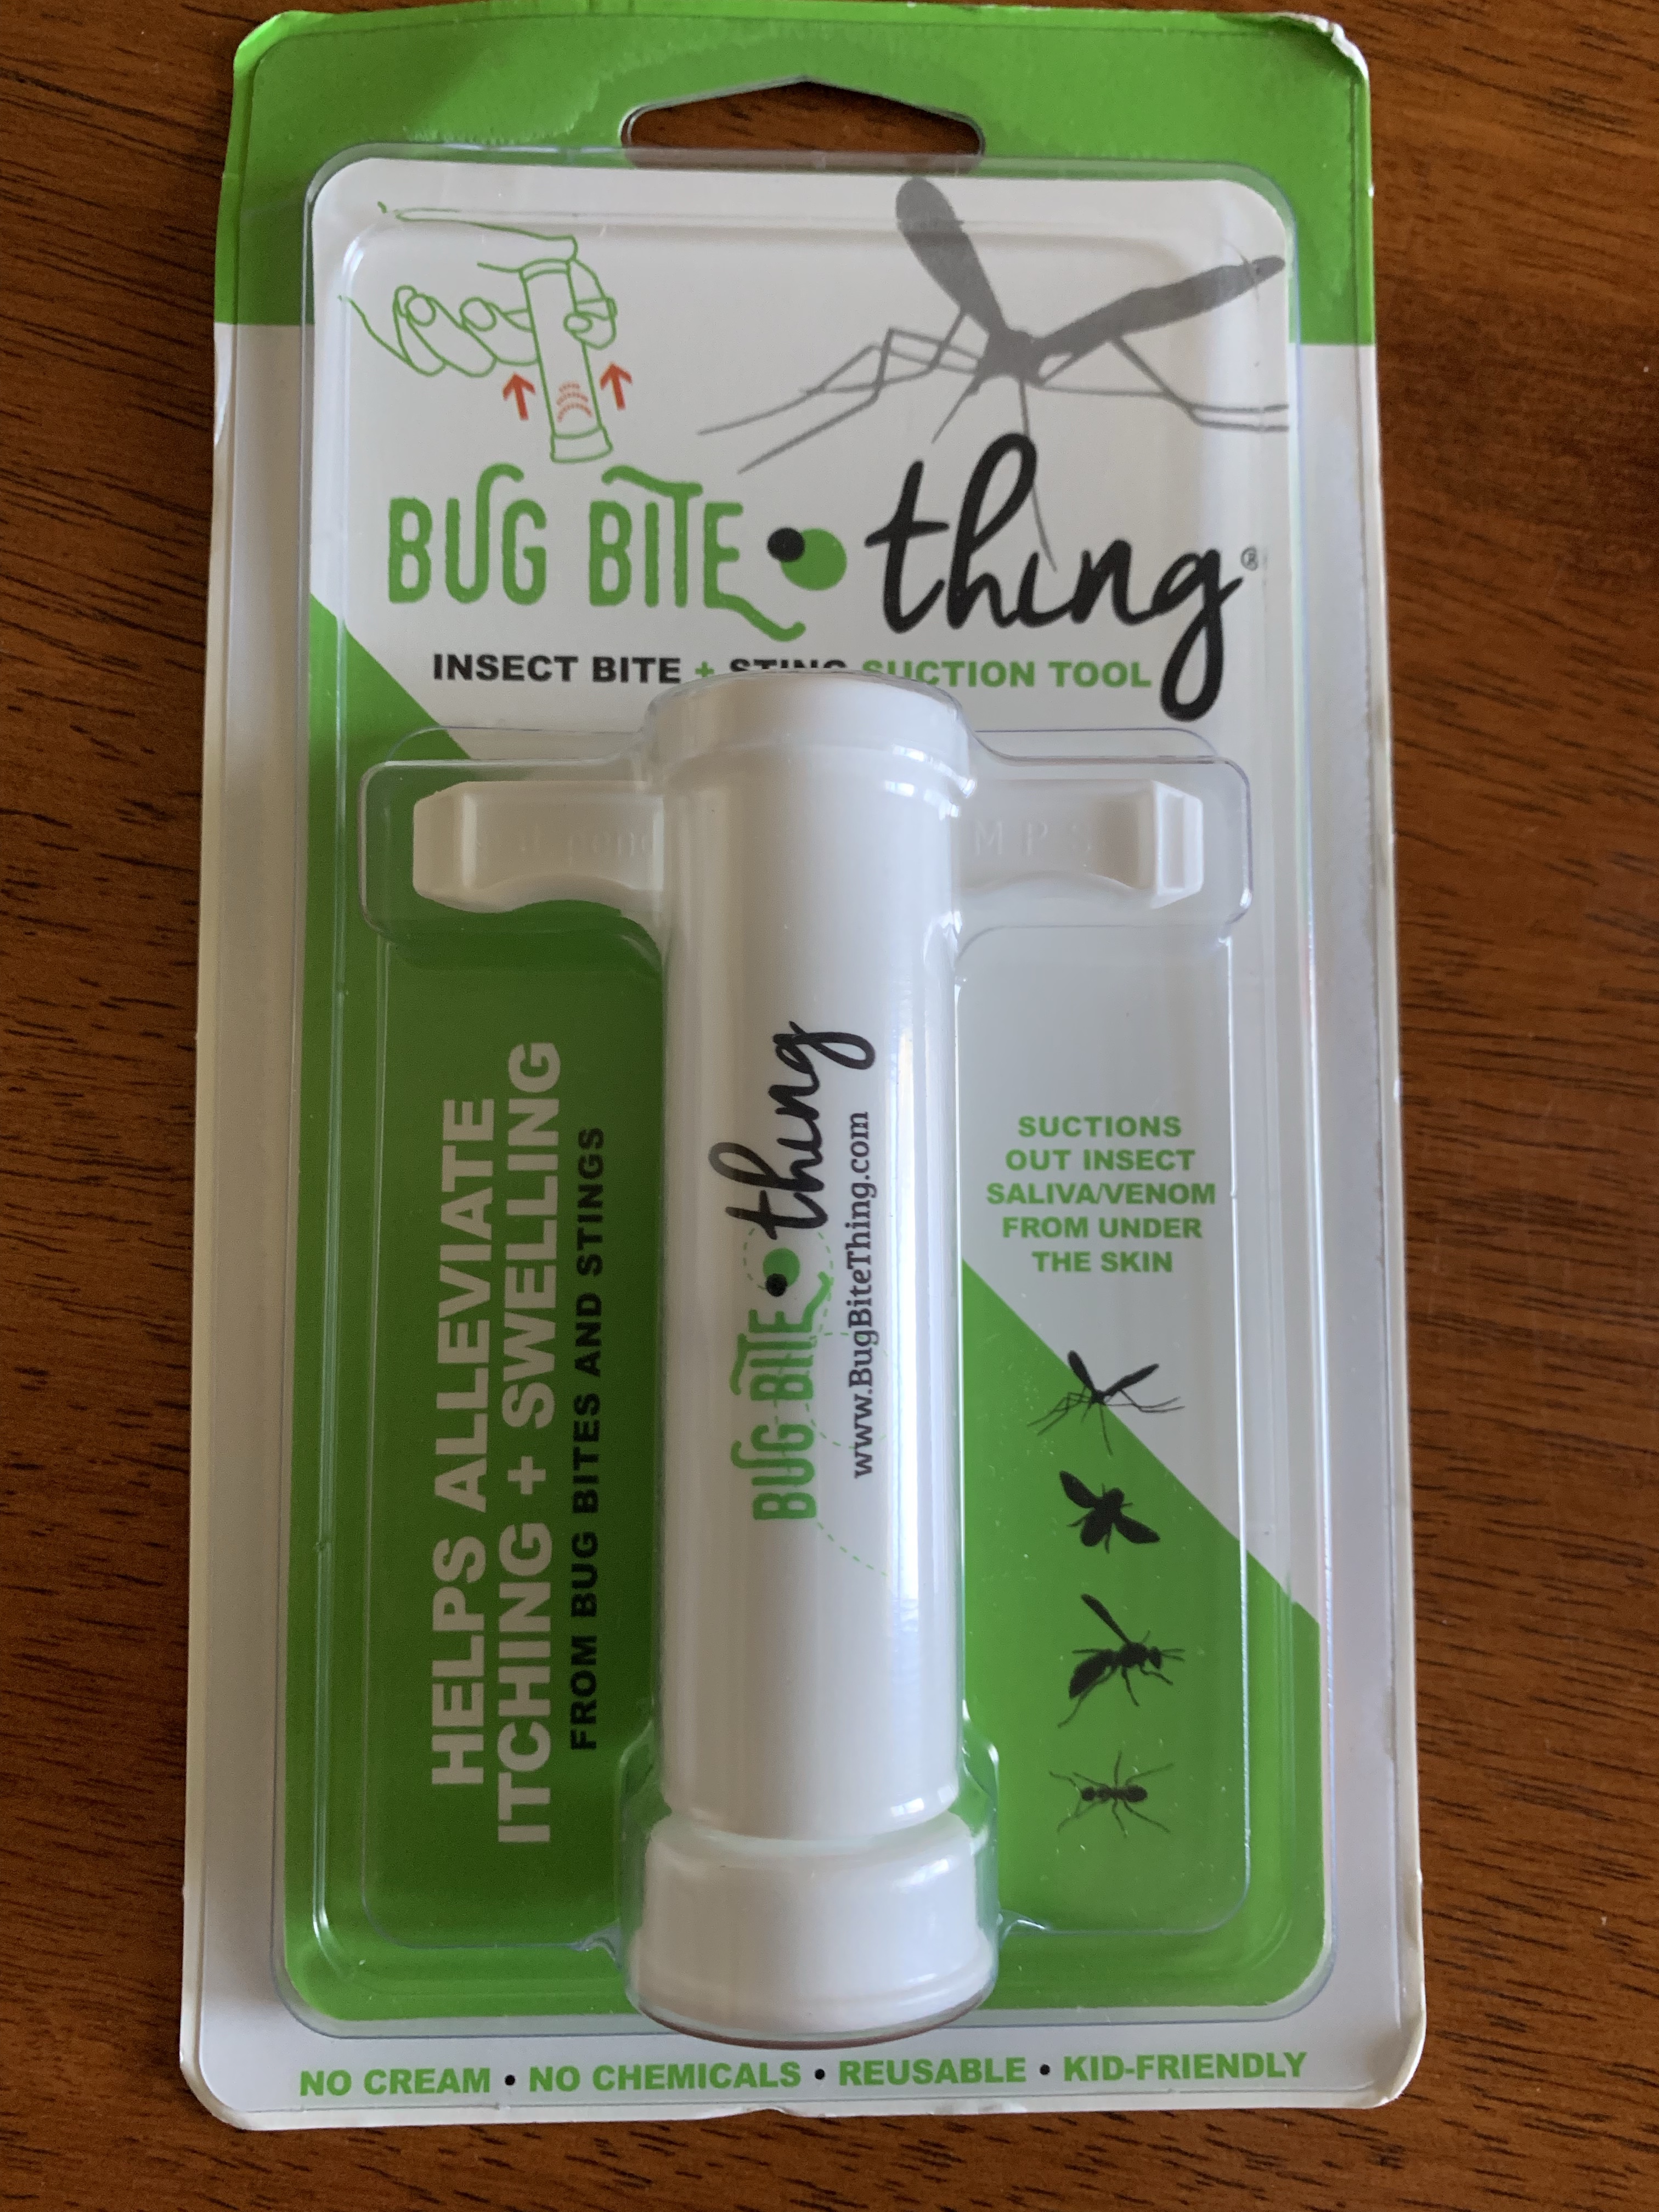 BUG BITE thing®
INSECT BITE + STING SUCTION TOOL
M P S
HELPS ALLEVIATE
ITCHING + SWELLING
FROM BUG BITES AND STINGS
BUG BITE thing
www.BugBiteThing.com
SUCTIONS
OUT INSECT
SALIVA/VENOM
FROM UNDER
THE SKIN
NO CREAM • NO CHEMICALS • REUSABLE • KID-FRIENDLY